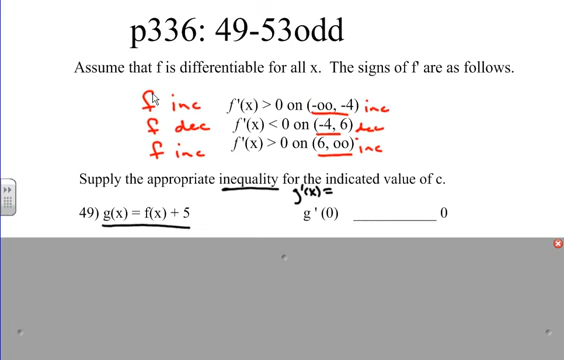 p336: 49-53odd
Assume that f is differentiable for all x. The signs of f' are as follows.
f inc f'(x) > 0 on (-oo, -4) inc
f dec f'(x) < 0 on (-4, 6) dec
f inc f'(x) > 0 on (6, oo) inc
Supply the appropriate inequality for the indicated value of c.
g'(x) =
49) g(x) = f(x) + 5 g ' (0) ____________ 0